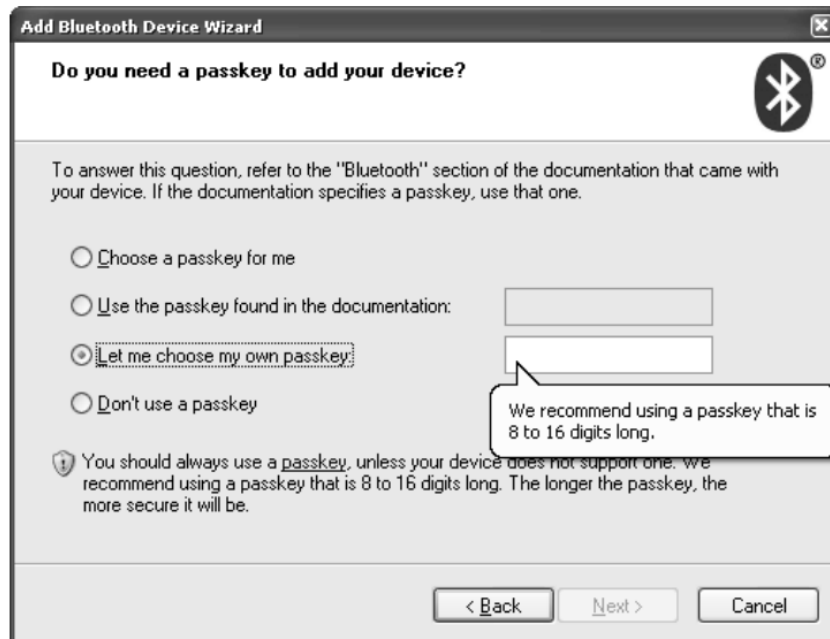 Add Bluetooth Device Wizard
Do you need a passkey to add your device?
®
To answer this question, refer to the "Bluetooth" section of the documentation that came with
your device. If the documentation specifies a passkey, use that one.
Choose a passkey for me
Use the passkey found in the documentation:
Let me choose my own passkey:
Don't use a passkey
We recommend using a passkey that is
8 to 16 digits long.
You should always use a passkey, unless your device does not support one. We
recommend using a passkey that is 8 to 16 digits long. The longer the passkey, the
more secure it will be.
< Back
Next >
Cancel